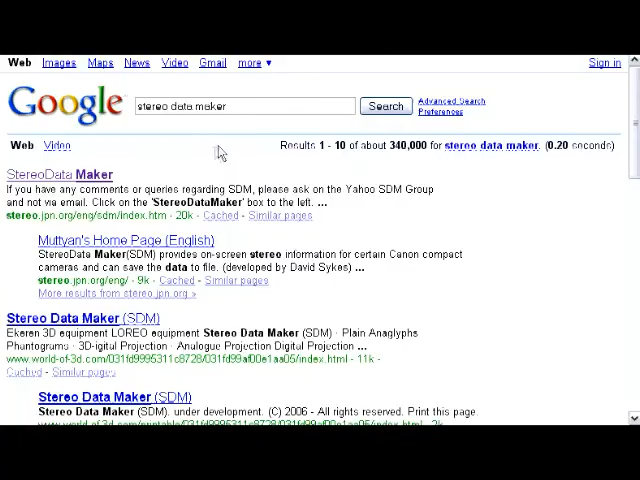 Web Images Maps News Video Gmail more ▼ Sign in
Google stereo data maker Search Advanced Search
Preferences
Web Video Results 1 - 10 of about 340,000 for stereo data maker. (0.20 seconds)
StereoData Maker
If you have any comments or queries regarding SDM, please ask on the Yahoo SDM Group
and not via email. Click on the 'StereoDataMaker' box to the left. ...
stereo.jpn.org/eng/sdm/index.htm - 20k - Cached - Similar pages
Muttyan's Home Page (English)
StereoData Maker(SDM) provides on-screen stereo information for certain Canon compact
cameras and can save the data to file. (developed by David Sykes) ...
stereo.jpn.org/eng/ - 9k - Cached - Similar pages
More results from stereo.jpn.org »
Stereo Data Maker (SDM)
Ekeren 3D equipment LOREO equipment Stereo Data Maker (SDM) · Plain Anaglyphs
Phantograms · 3D-igital Projection · Analogue Projection Digital Projection ...
www.world-of-3d.com/031fd9995311c8728/031fd99af00e1aa05/index.html - 11k -
Cached - Similar pages
Stereo Data Maker (SDM)
Stereo Data Maker (SDM). under development. (C) 2006 - All rights reserved. Print this page.